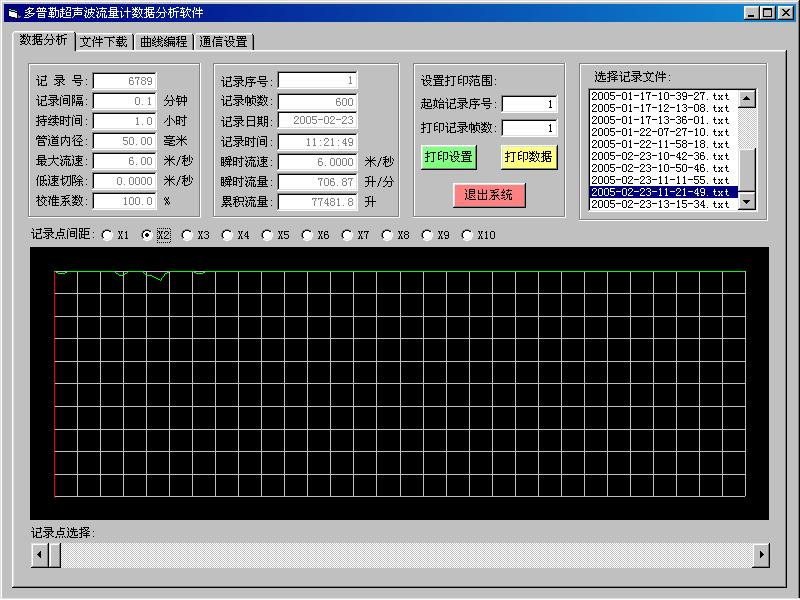 多普勒超声波流量计数据分析软件
数据分析 文件下载 曲线编程 通信设置
记 录 号: 6789
记录间隔: 0.1 分钟
持续时间: 1.0 小时
管道内径: 50.00 毫米
最大流速: 6.00 米/秒
低速切除: 0.0000 米/秒
校准系数: 100.0 %
记录序号: 1
记录帧数: 600
记录日期: 2005-02-23
记录时间: 11:21:49
瞬时流速: 6.0000 米/秒
瞬时流量: 706.87 升/分
累积流量: 77481.8 升
设置打印范围:
起始记录序号: 1
打印记录帧数: 1
打印设置 打印数据
退出系统
选择记录文件:
2005-01-17-10-39-27.txt
2005-01-17-12-13-08.txt
2005-01-17-13-36-01.txt
2005-01-22-07-27-10.txt
2005-01-22-11-58-18.txt
2005-02-23-10-42-36.txt
2005-02-23-10-50-46.txt
2005-02-23-11-11-55.txt
2005-02-23-11-21-49.txt
2005-02-23-13-15-34.txt
记录点间距: X1 X2 X3 X4 X5 X6 X7 X8 X9 X10
记录点选择: